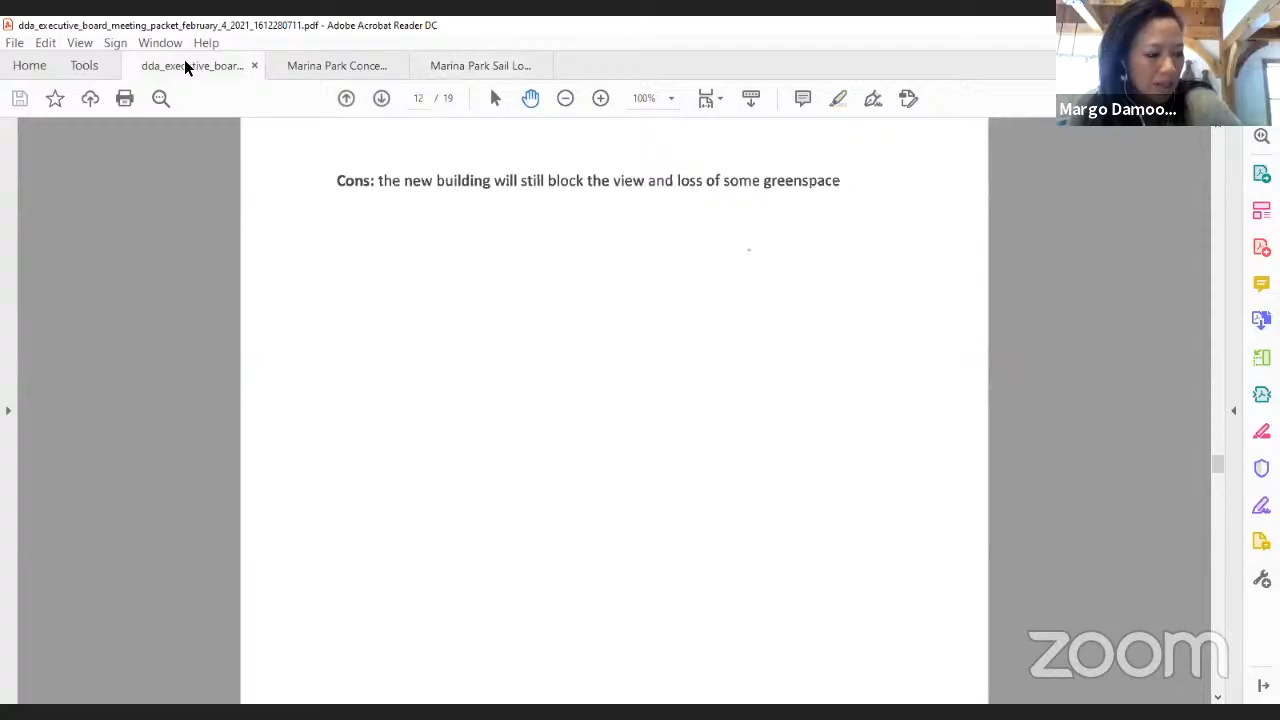 dda_executive_board_meeting_packet_february_4_2021_1612280711.pdf - Adobe Acrobat Reader DC
File Edit View Sign Window Help
Home Tools dda_executive_boar... × Marina Park Conce... Marina Park Sail Lo...
12 / 19 100%
Margo Damoo...
Cons: the new building will still block the view and loss of some greenspace
zoom